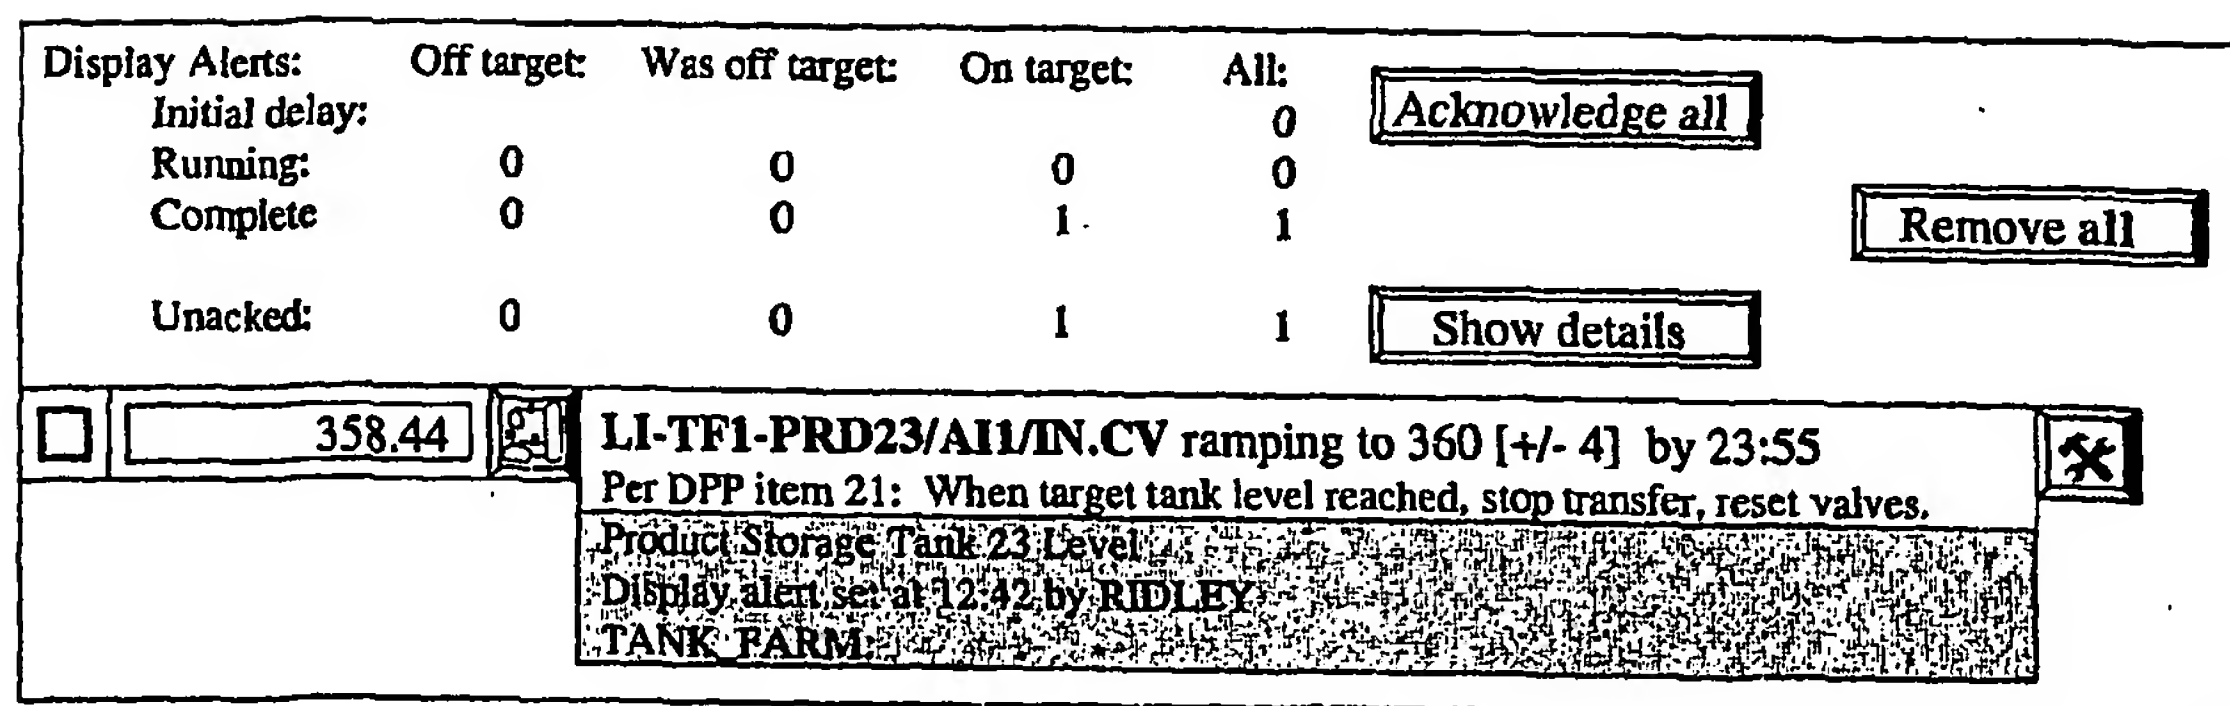 Display Alerts: Off target: Was off target: On target: All:
Initial delay: 0 Acknowledge all
Running: 0 0 0 0
Complete 0 0 1 1 Remove all
Unacked: 0 0 1 1 Show details
358.44 LI-TF1-PRD23/AI1/IN.CV ramping to 360 [+/- 4] by 23:55
Per DPP item 21: When target tank level reached, stop transfer, reset valves.
Product Storage Tank 23 Level
Display alert set at 12:42 by RIDLEY
TANK_FARM: